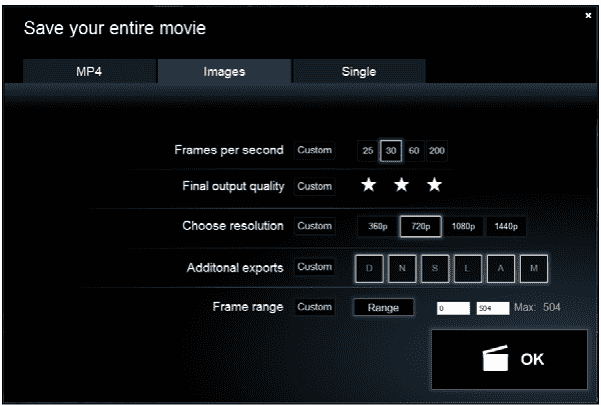 Save your entire movie
MP4 Images Single
Frames per second Custom 25 30 60 200
Final output quality Custom
Choose resolution Custom 360p 720p 1080p 1440p
Additonal exports Custom D N S L A M
Frame range Custom Range 0 504 Max: 504
OK